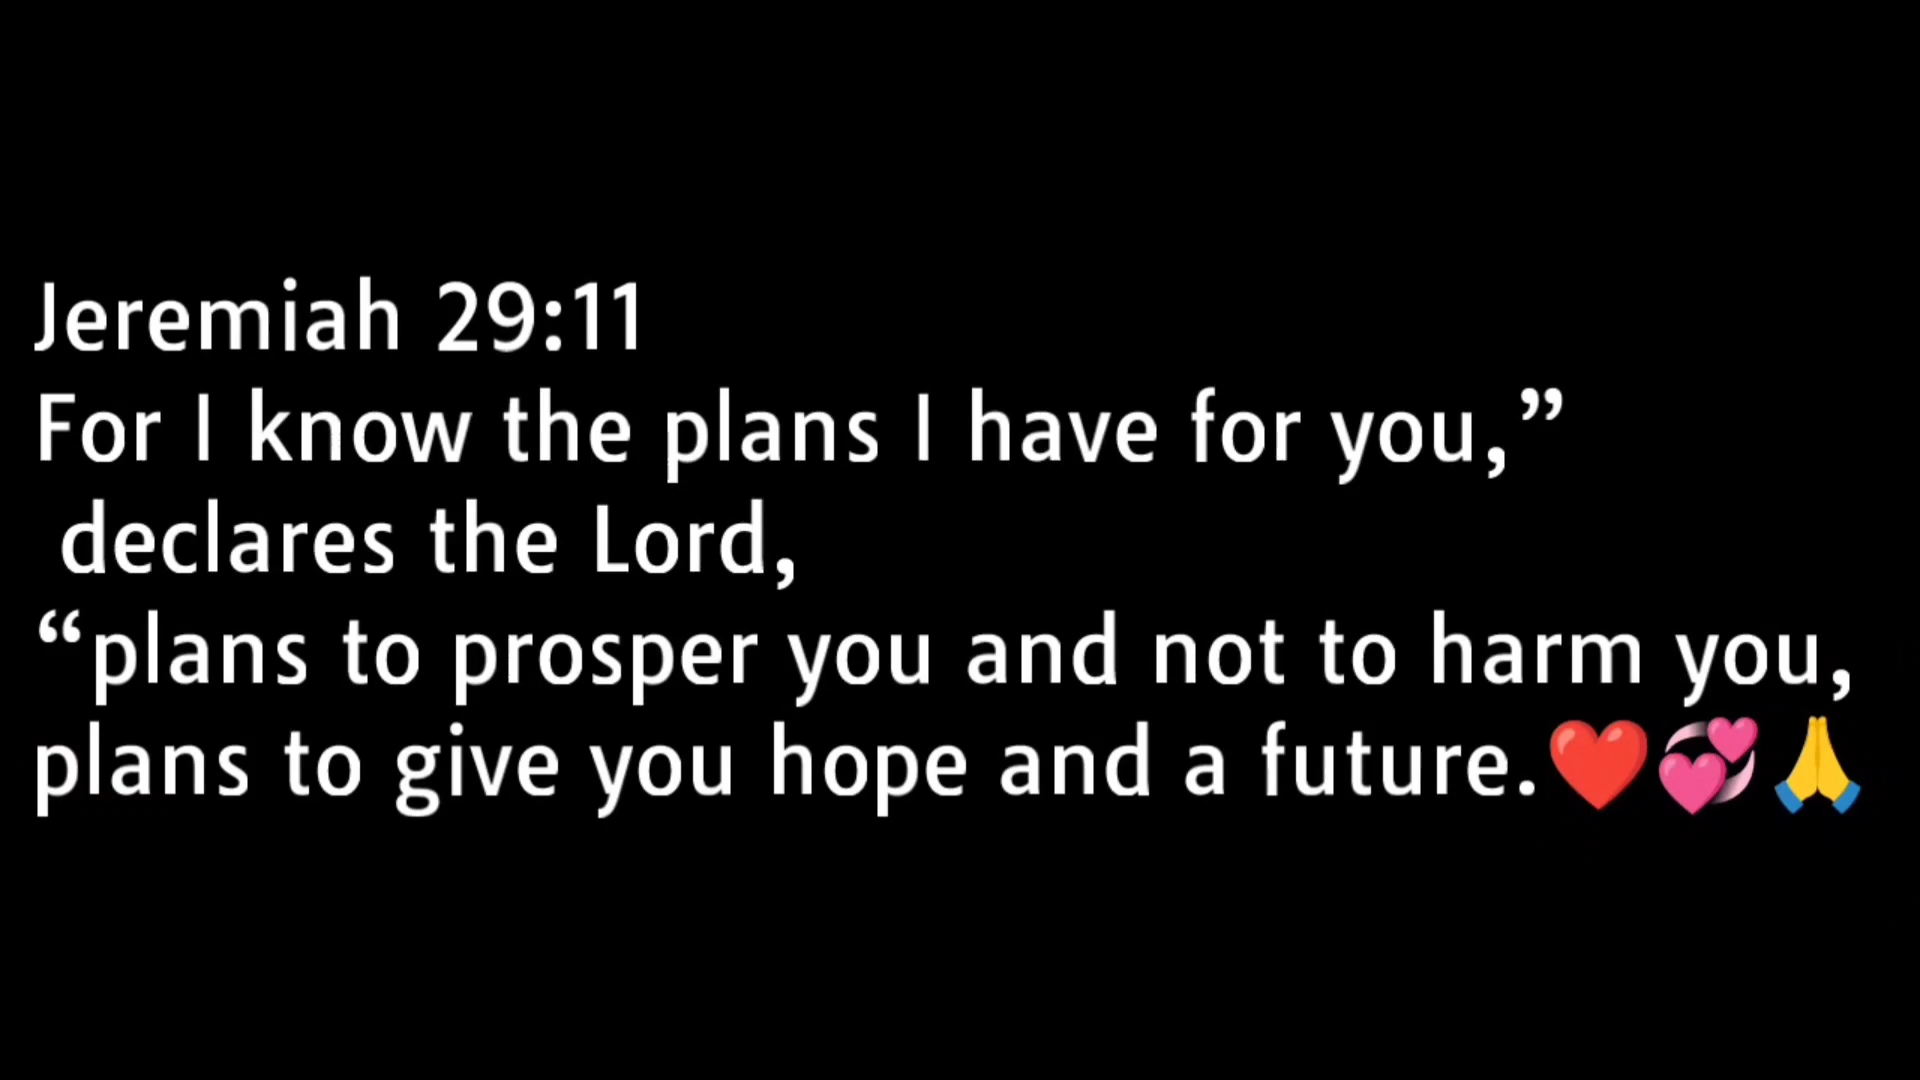 Jeremiah 29:11
For I know the plans I have for you,”
declares the Lord,
“plans to prosper you and not to harm you,
plans to give you hope and a future.❤️💞🙏